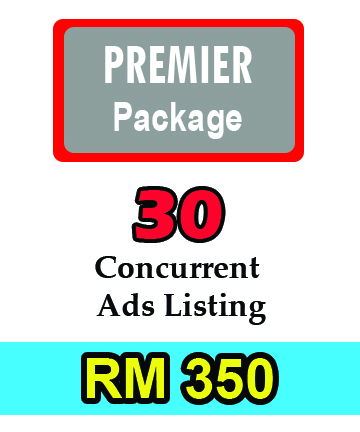 PREMIER
Package
30
Concurrent
Ads Listing
RM 350